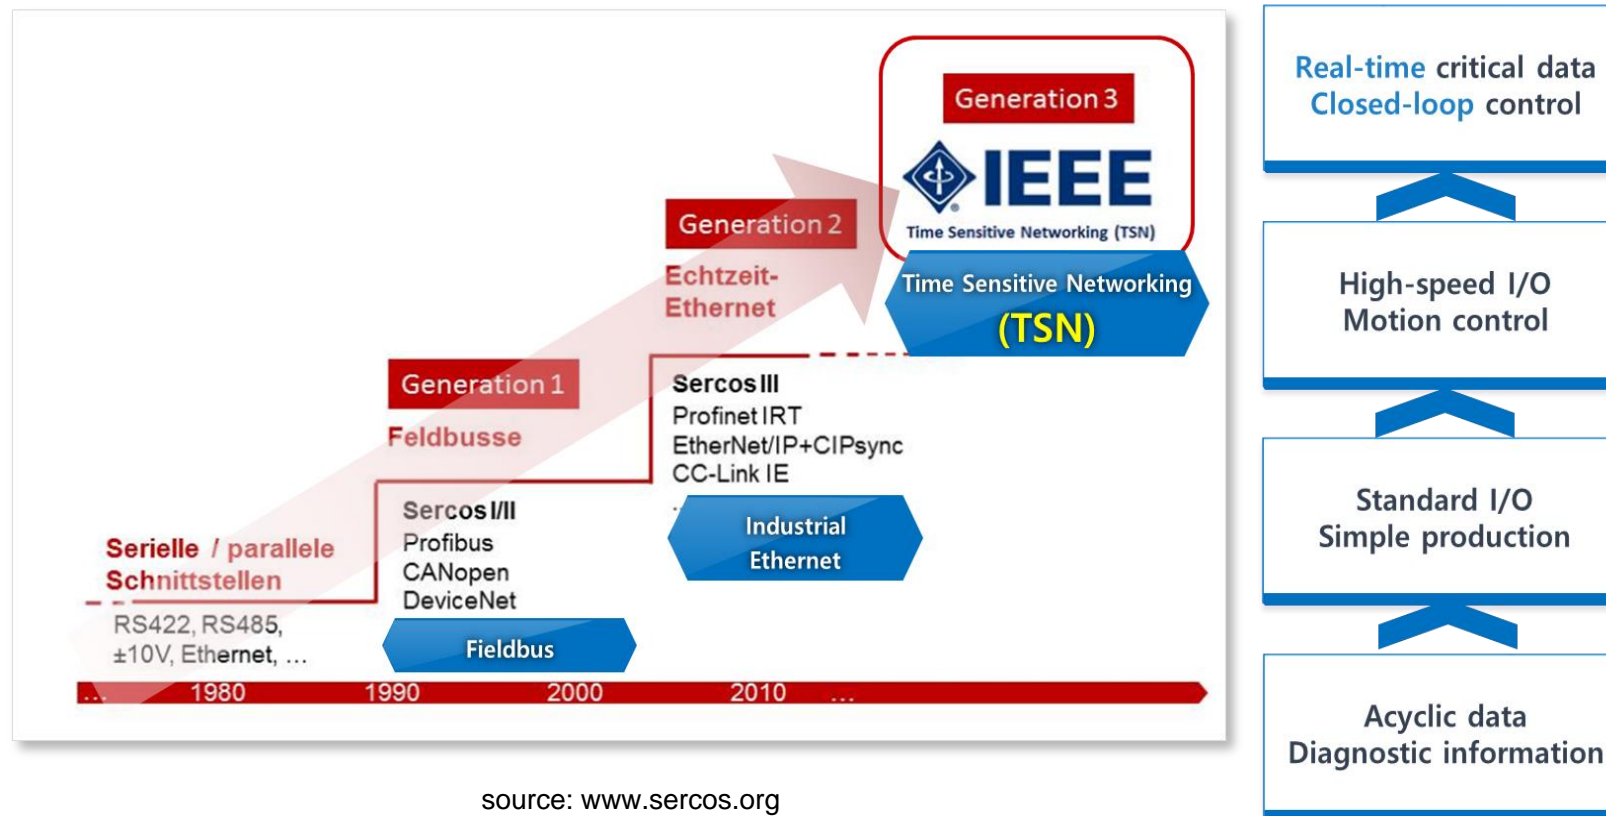 Generation 3
IEEE
®
Time Sensitive Networking (TSN)
Time Sensitive Networking
(TSN)
Generation 2
Echtzeit-
Ethernet
Sercos III
Profinet IRT
EtherNet/IP+CIPsync
CC-Link IE
Industrial
Ethernet
Generation 1
Feldbusse
Sercos I/II
Profibus
CANopen
DeviceNet
Fieldbus
Serielle / parallele
Schnittstellen
RS422, RS485,
±10V, Ethernet, ...
... 1980 1990 2000 2010 ...
source: www.sercos.org
Real-time critical data
Closed-loop control
High-speed I/O
Motion control
Standard I/O
Simple production
Acyclic data
Diagnostic information